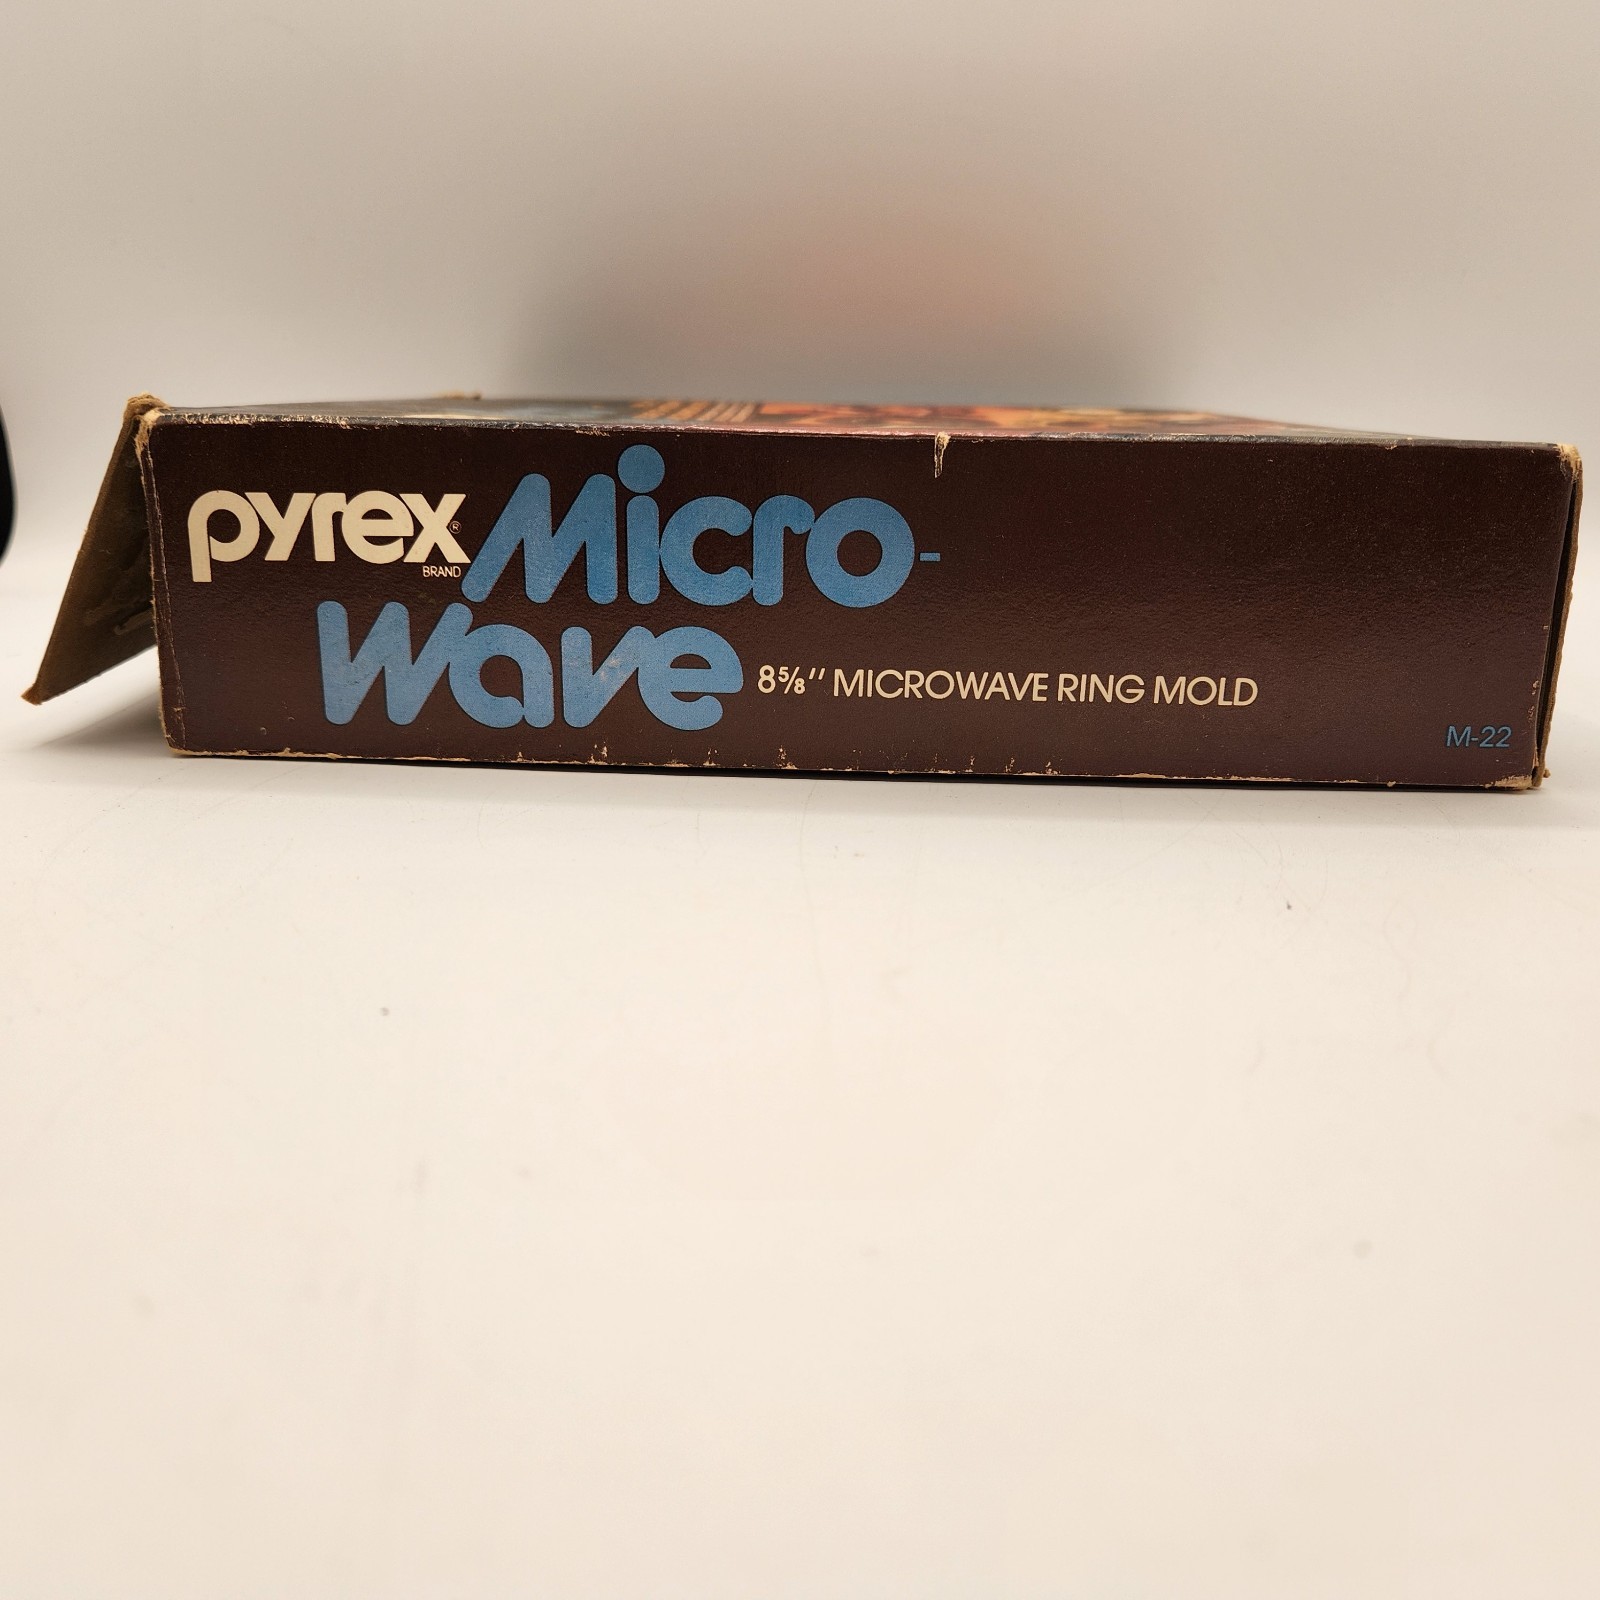 pyrex® Micro-
BRAND
Wave 8⅝" MICROWAVE RING MOLD
M-22